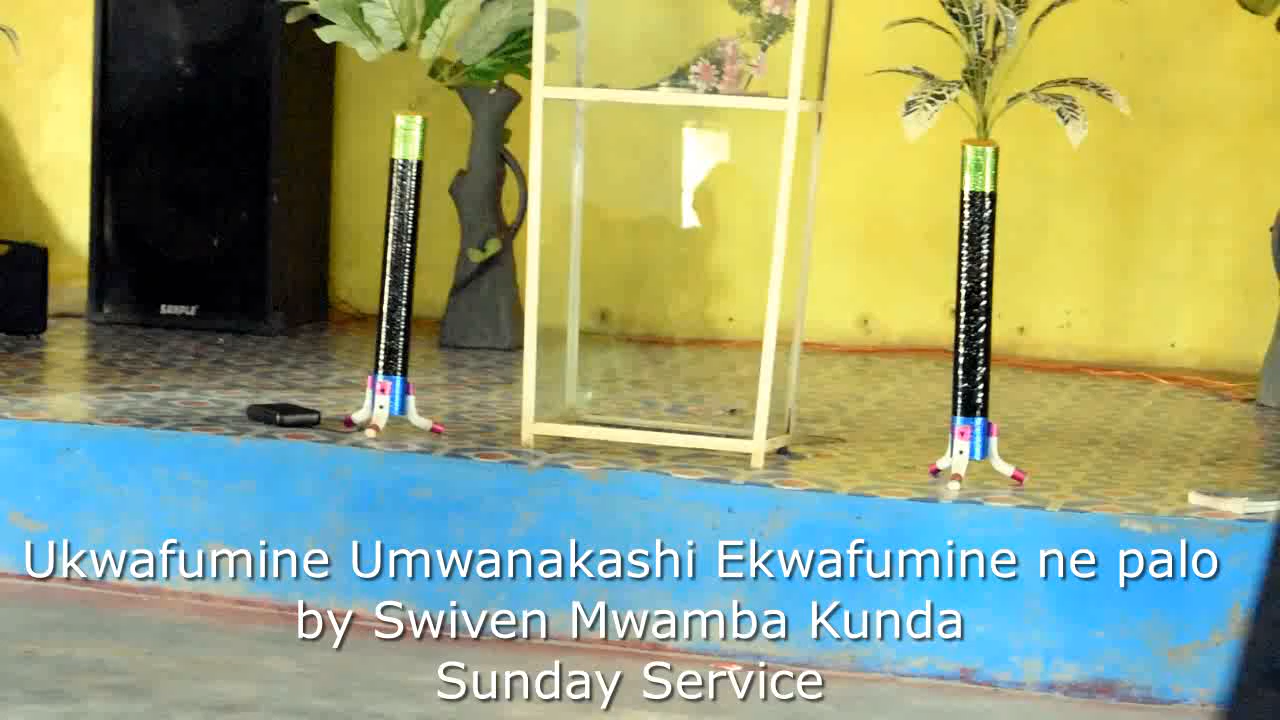 Ukwafumine Umwanakashi Ekwafumine ne palo
by Swiven Mwamba Kunda
Sunday Service